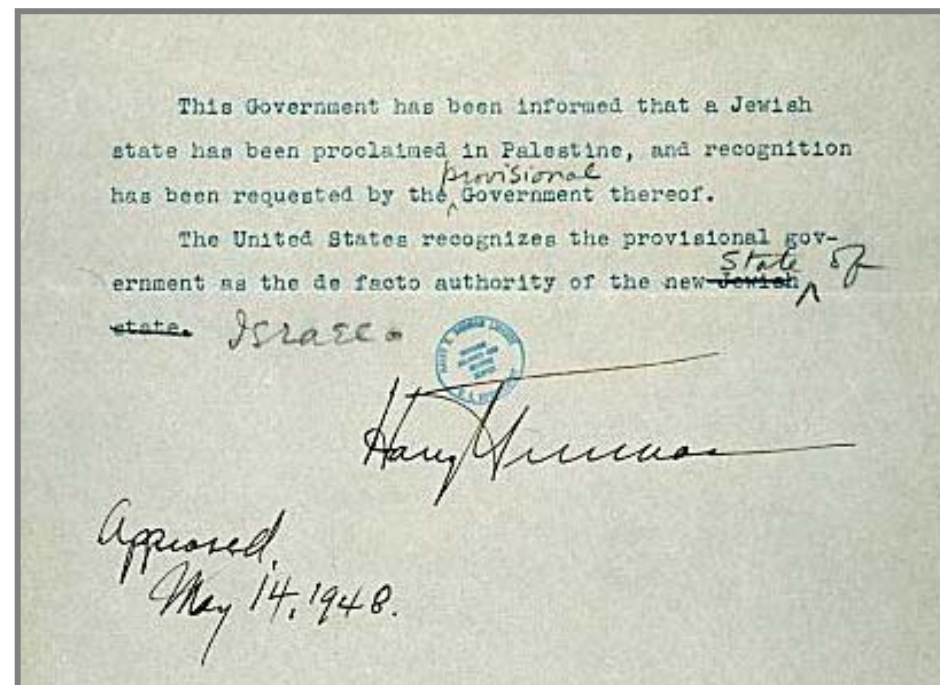 This Government has been informed that a Jewish
state has been proclaimed in Palestine, and recognition
provisional
has been requested by the Government thereof.
The United States recognizes the provisional gov-
State of
ernment as the de facto authority of the new Jewish
state. Israel.
Harry Truman
Approved,
May 14, 1948.